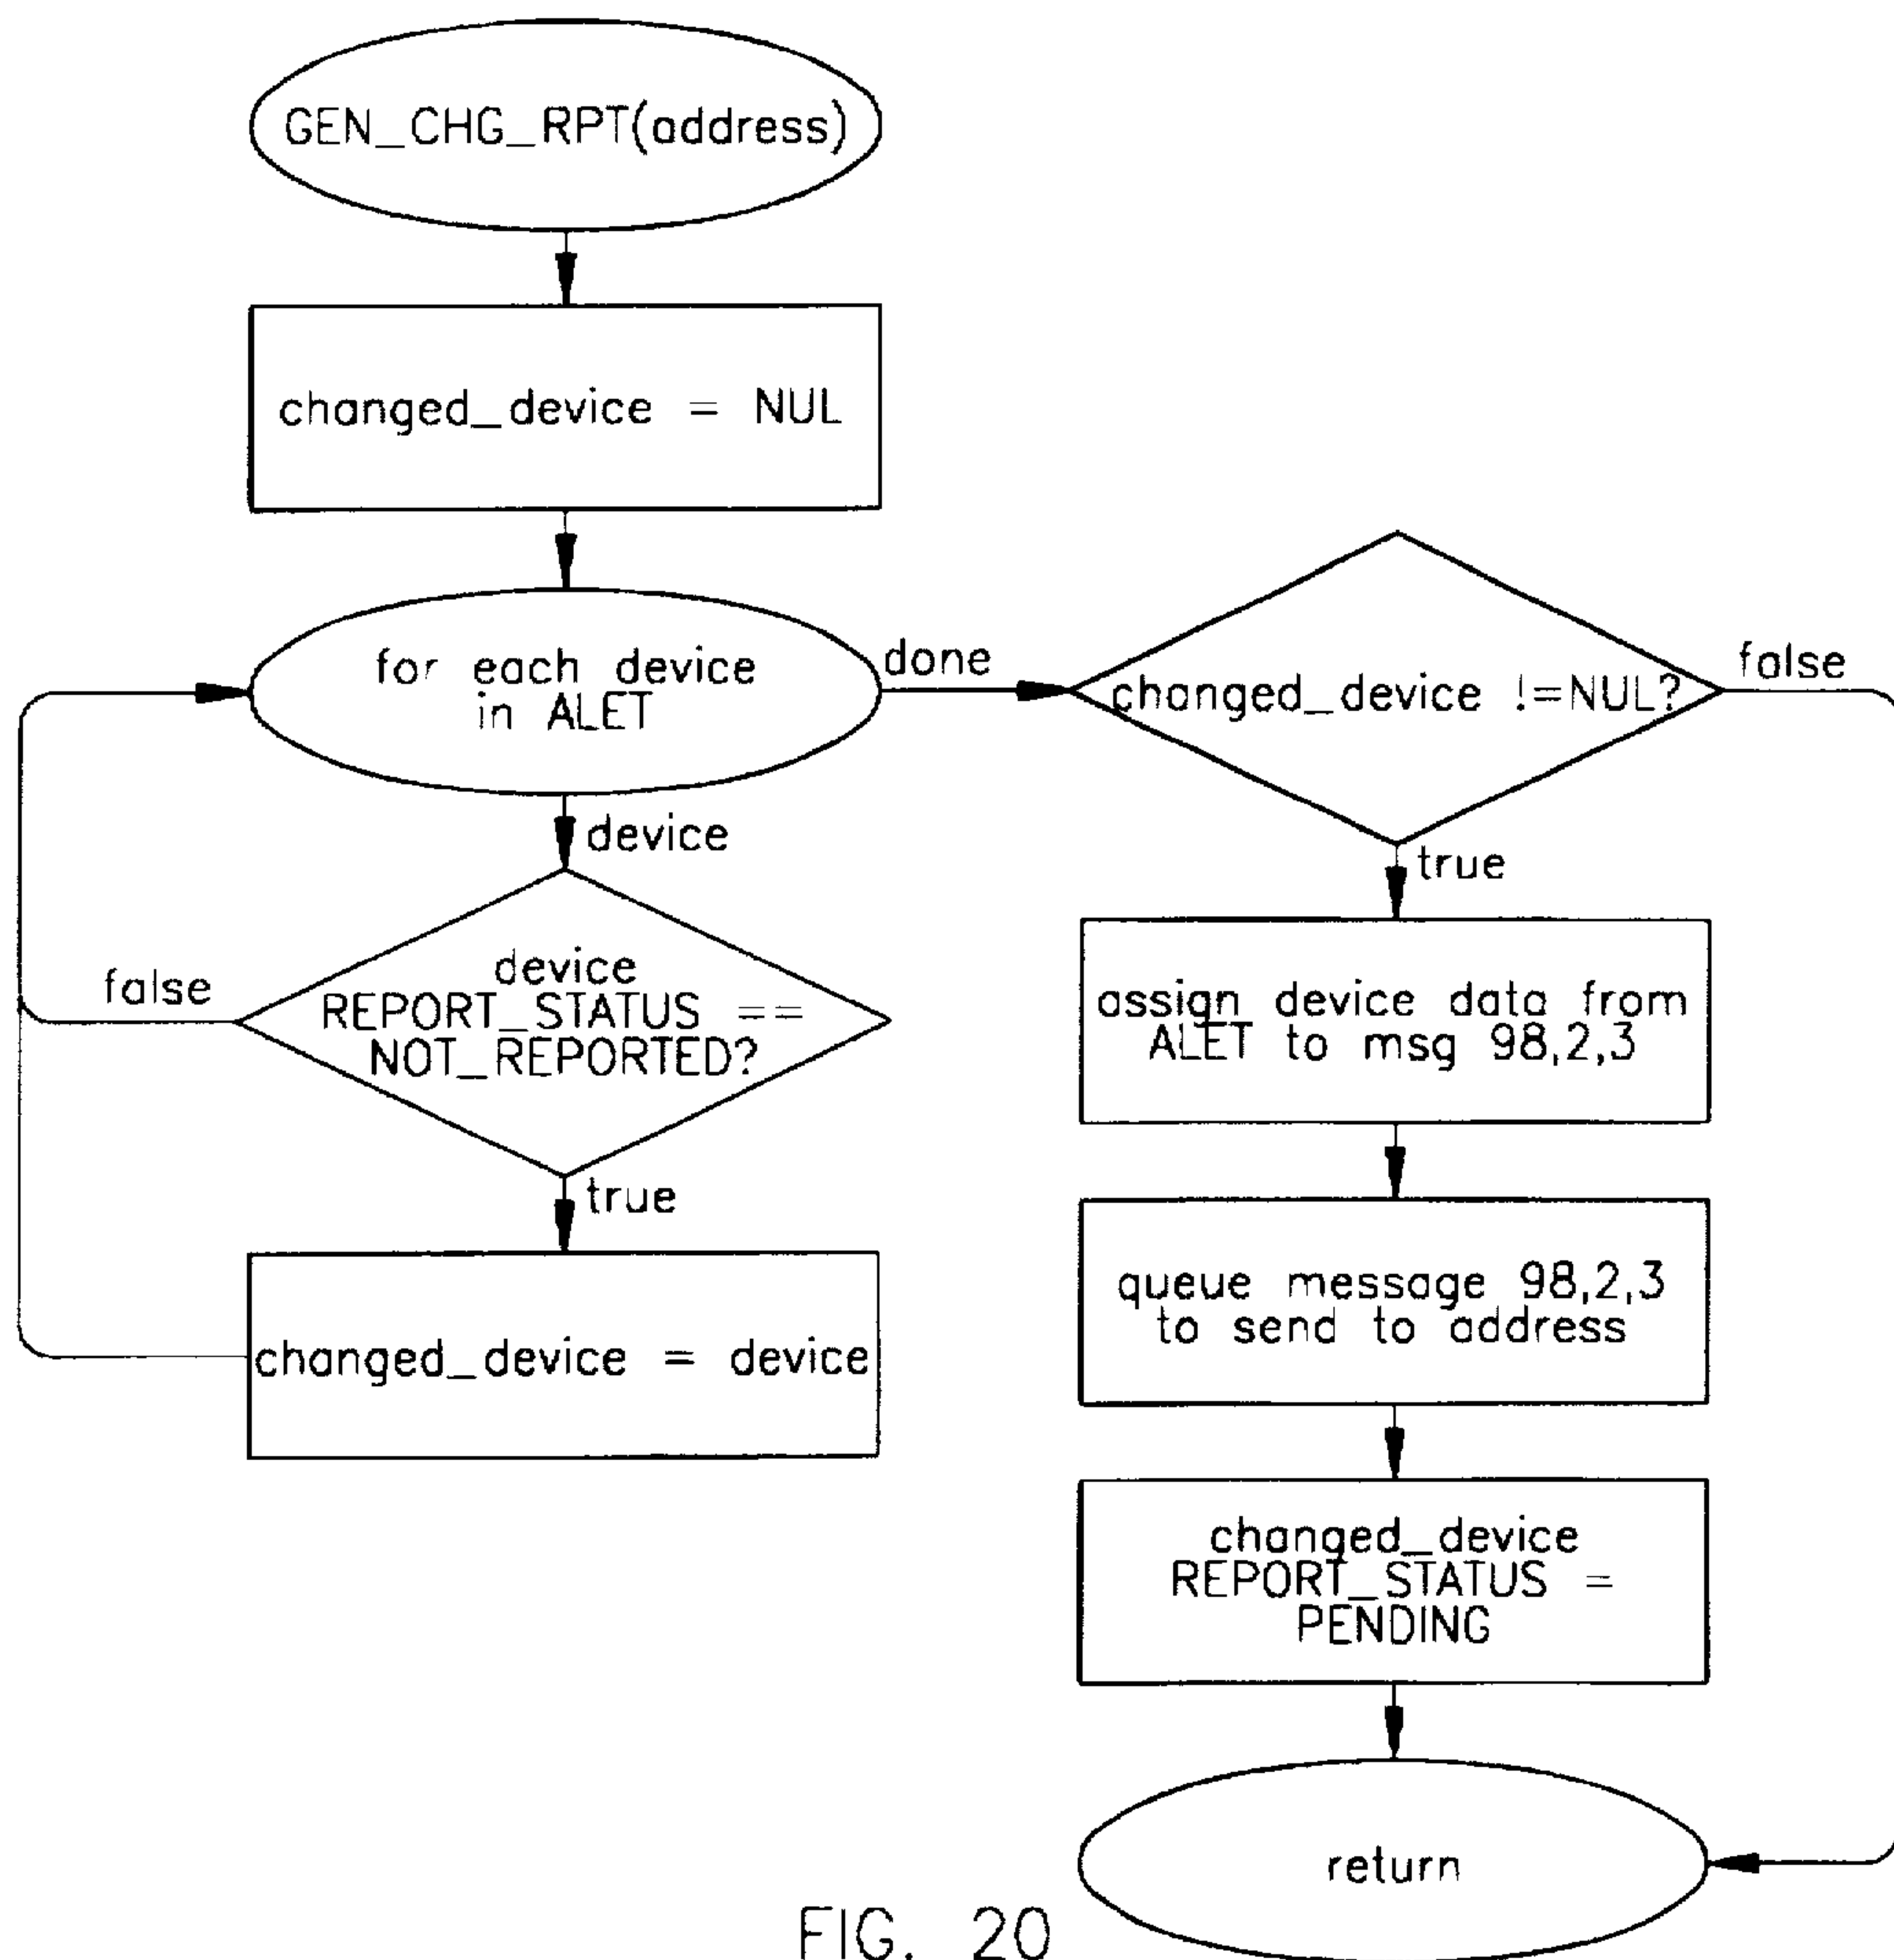 GEN_CHG_RPT(address)
changed_device = NUL
for each device
in ALET
done
device
device
REPORT_STATUS ==
NOT_REPORTED?
false
true
changed_device = device
changed_device !=NUL?
false
true
assign device data from
ALET to msg 98,2,3
queue message 98,2,3
to send to address
changed_device
REPORT_STATUS =
PENDING
return
FIG. 20